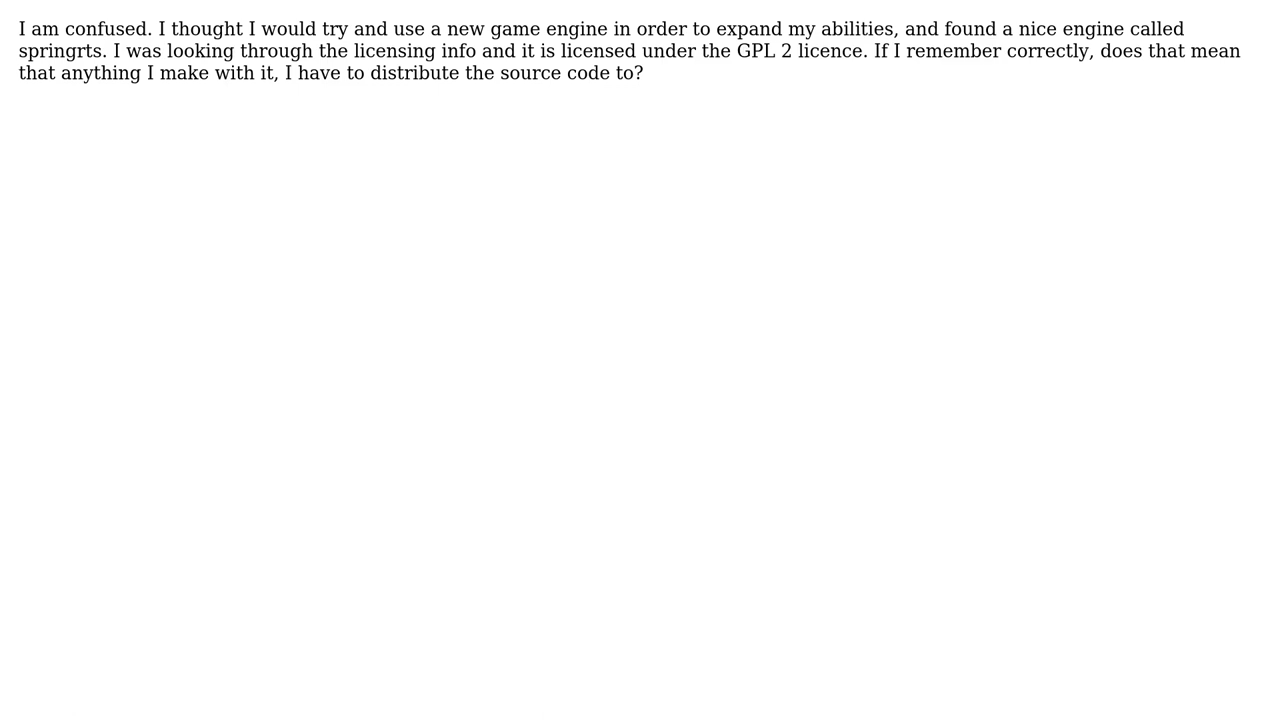 I am confused. I thought I would try and use a new game engine in order to expand my abilities, and found a nice engine called
springrts. I was looking through the licensing info and it is licensed under the GPL 2 licence. If I remember correctly, does that mean
that anything I make with it, I have to distribute the source code to?